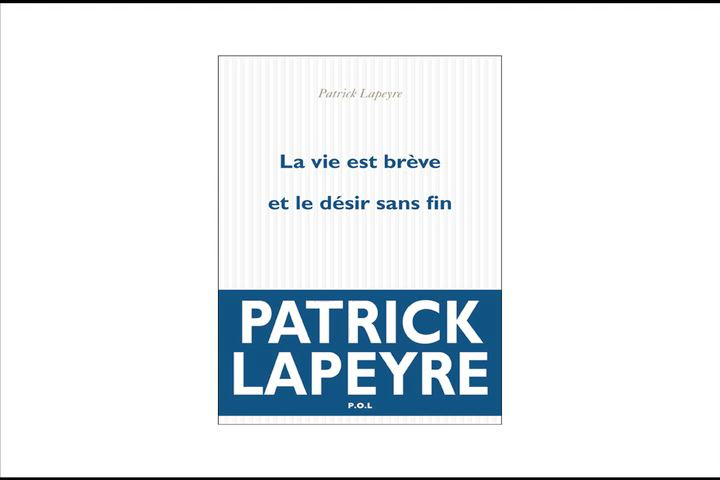 Patrick Lapeyre
La vie est brève
et le désir sans fin
PATRICK
LAPEYRE
P.O.L